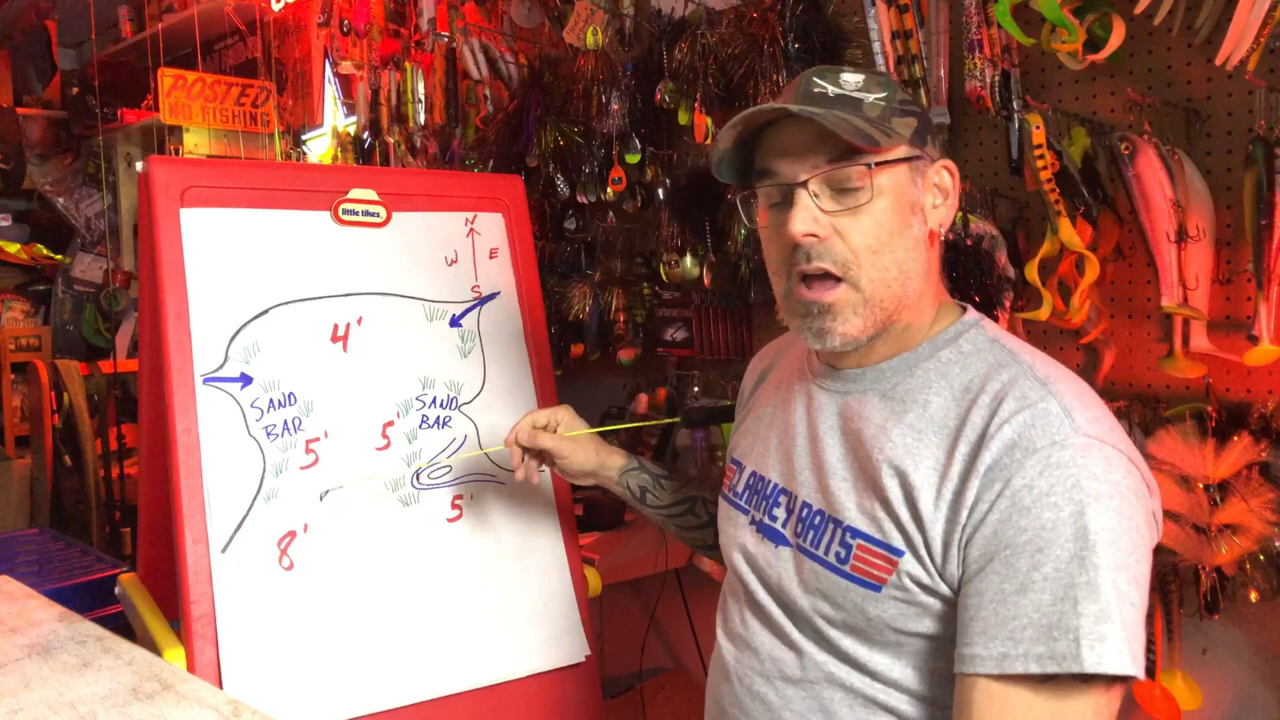 POSTED
NO FISHING
little tikes
N
W E
S
4'
SAND
BAR
5'
SAND
BAR
5'
5'
8'
CLARKEY BAITS